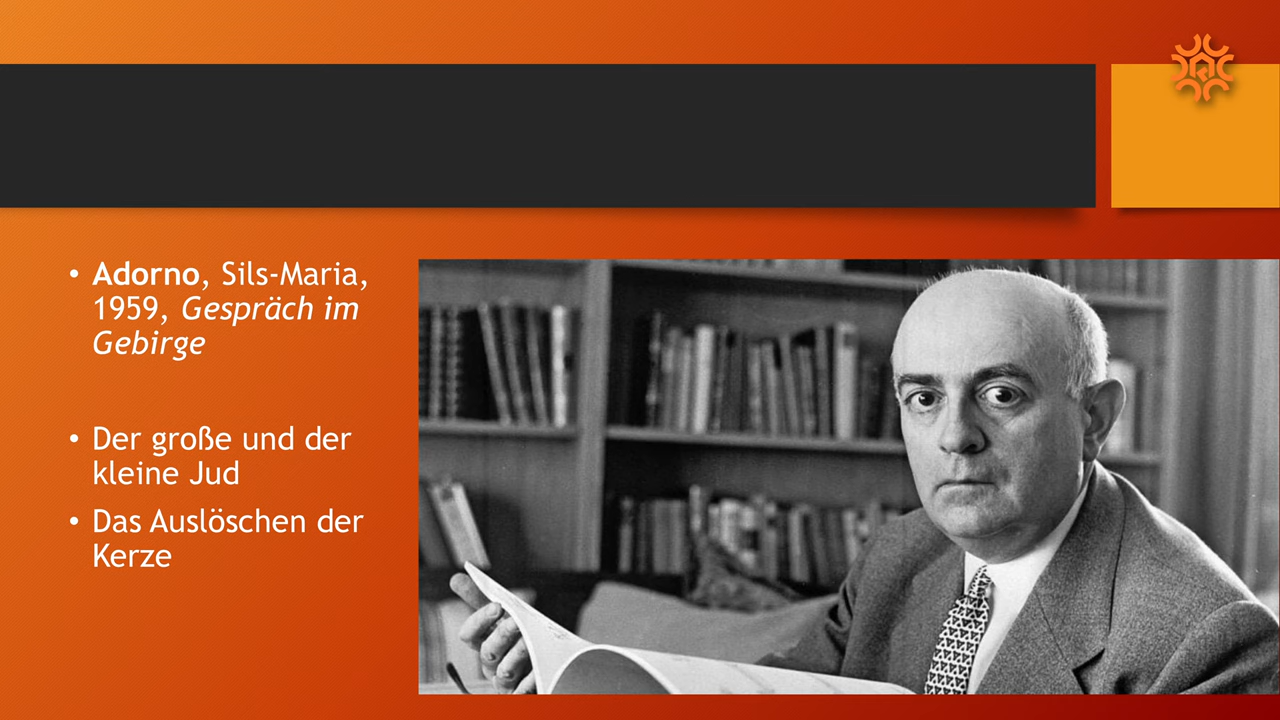 • Adorno, Sils-Maria,
1959, Gespräch im
Gebirge
• Der große und der
kleine Jud
• Das Auslöschen der
Kerze